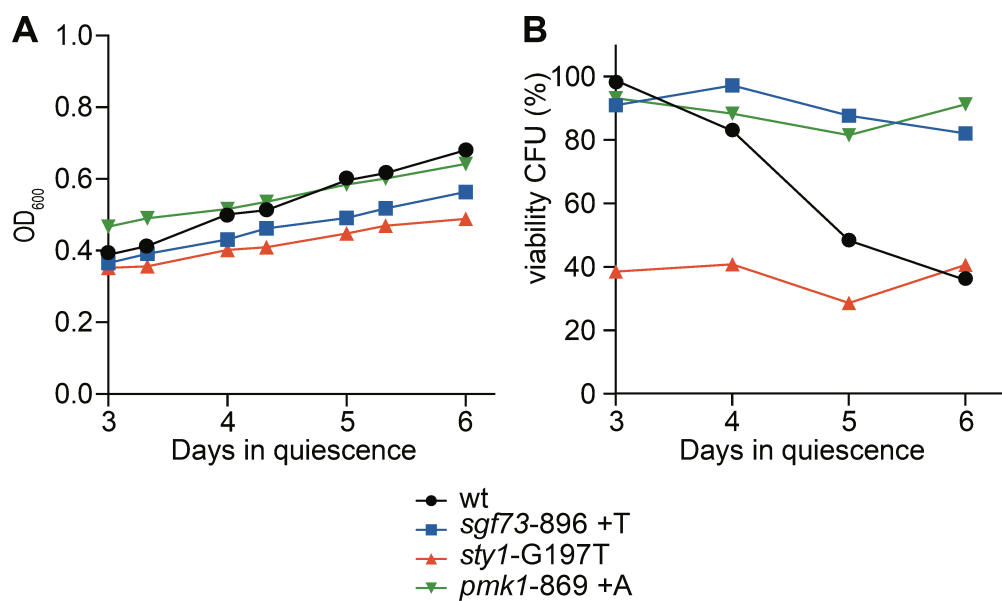 A
B
1.0
0.8
0.6
0.4
0.2
0.0
OD600
3
4
5
6
Days in quiescence
100
80
60
40
20
0
viability CFU (%)
3
4
5
6
Days in quiescence
wt
sgf73-896 +T
sty1-G197T
pmk1-869 +A